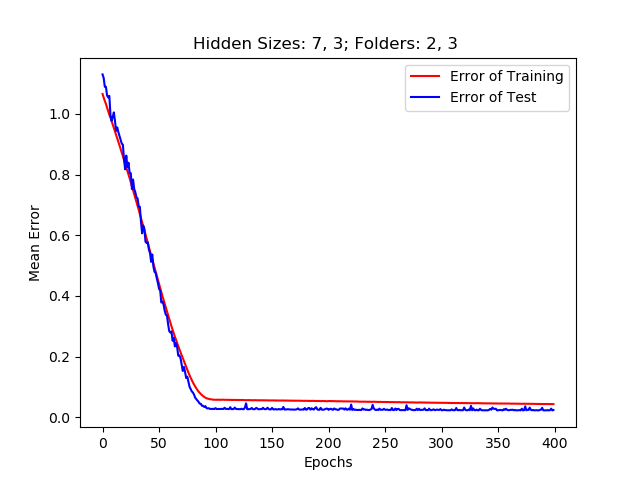 Hidden Sizes: 7, 3; Folders: 2, 3
Error of Training
Error of Test
Mean Error
1.0
0.8
0.6
0.4
0.2
0.0
0 50 100 150 200 250 300 350 400
Epochs